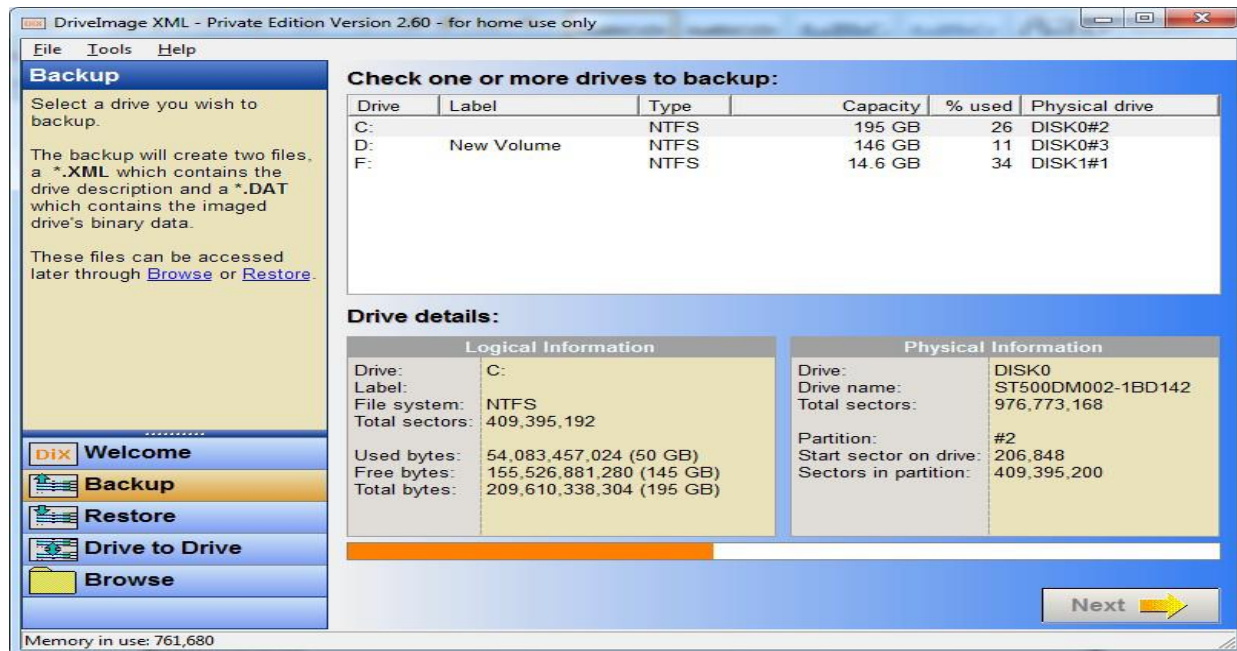 DriveImage XML - Private Edition Version 2.60 - for home use only
File Tools Help
Backup
Select a drive you wish to
backup.
The backup will create two files,
a *.XML which contains the
drive description and a *.DAT
which contains the imaged
drive's binary data.
These files can be accessed
later through Browse or Restore.
DiX Welcome
Backup
Restore
Drive to Drive
Browse
Check one or more drives to backup:
Drive Label Type Capacity % used Physical drive
C: NTFS 195 GB 26 DISK0#2
D: New Volume NTFS 146 GB 11 DISK0#3
F: NTFS 14.6 GB 34 DISK1#1
Drive details:
Logical Information
Drive: C:
Label:
File system: NTFS
Total sectors: 409,395,192
Used bytes: 54,083,457,024 (50 GB)
Free bytes: 155,526,881,280 (145 GB)
Total bytes: 209,610,338,304 (195 GB)
Physical Information
Drive: DISK0
Drive name: ST500DM002-1BD142
Total sectors: 976,773,168
Partition: #2
Start sector on drive: 206,848
Sectors in partition: 409,395,200
Next
Memory in use: 761,680